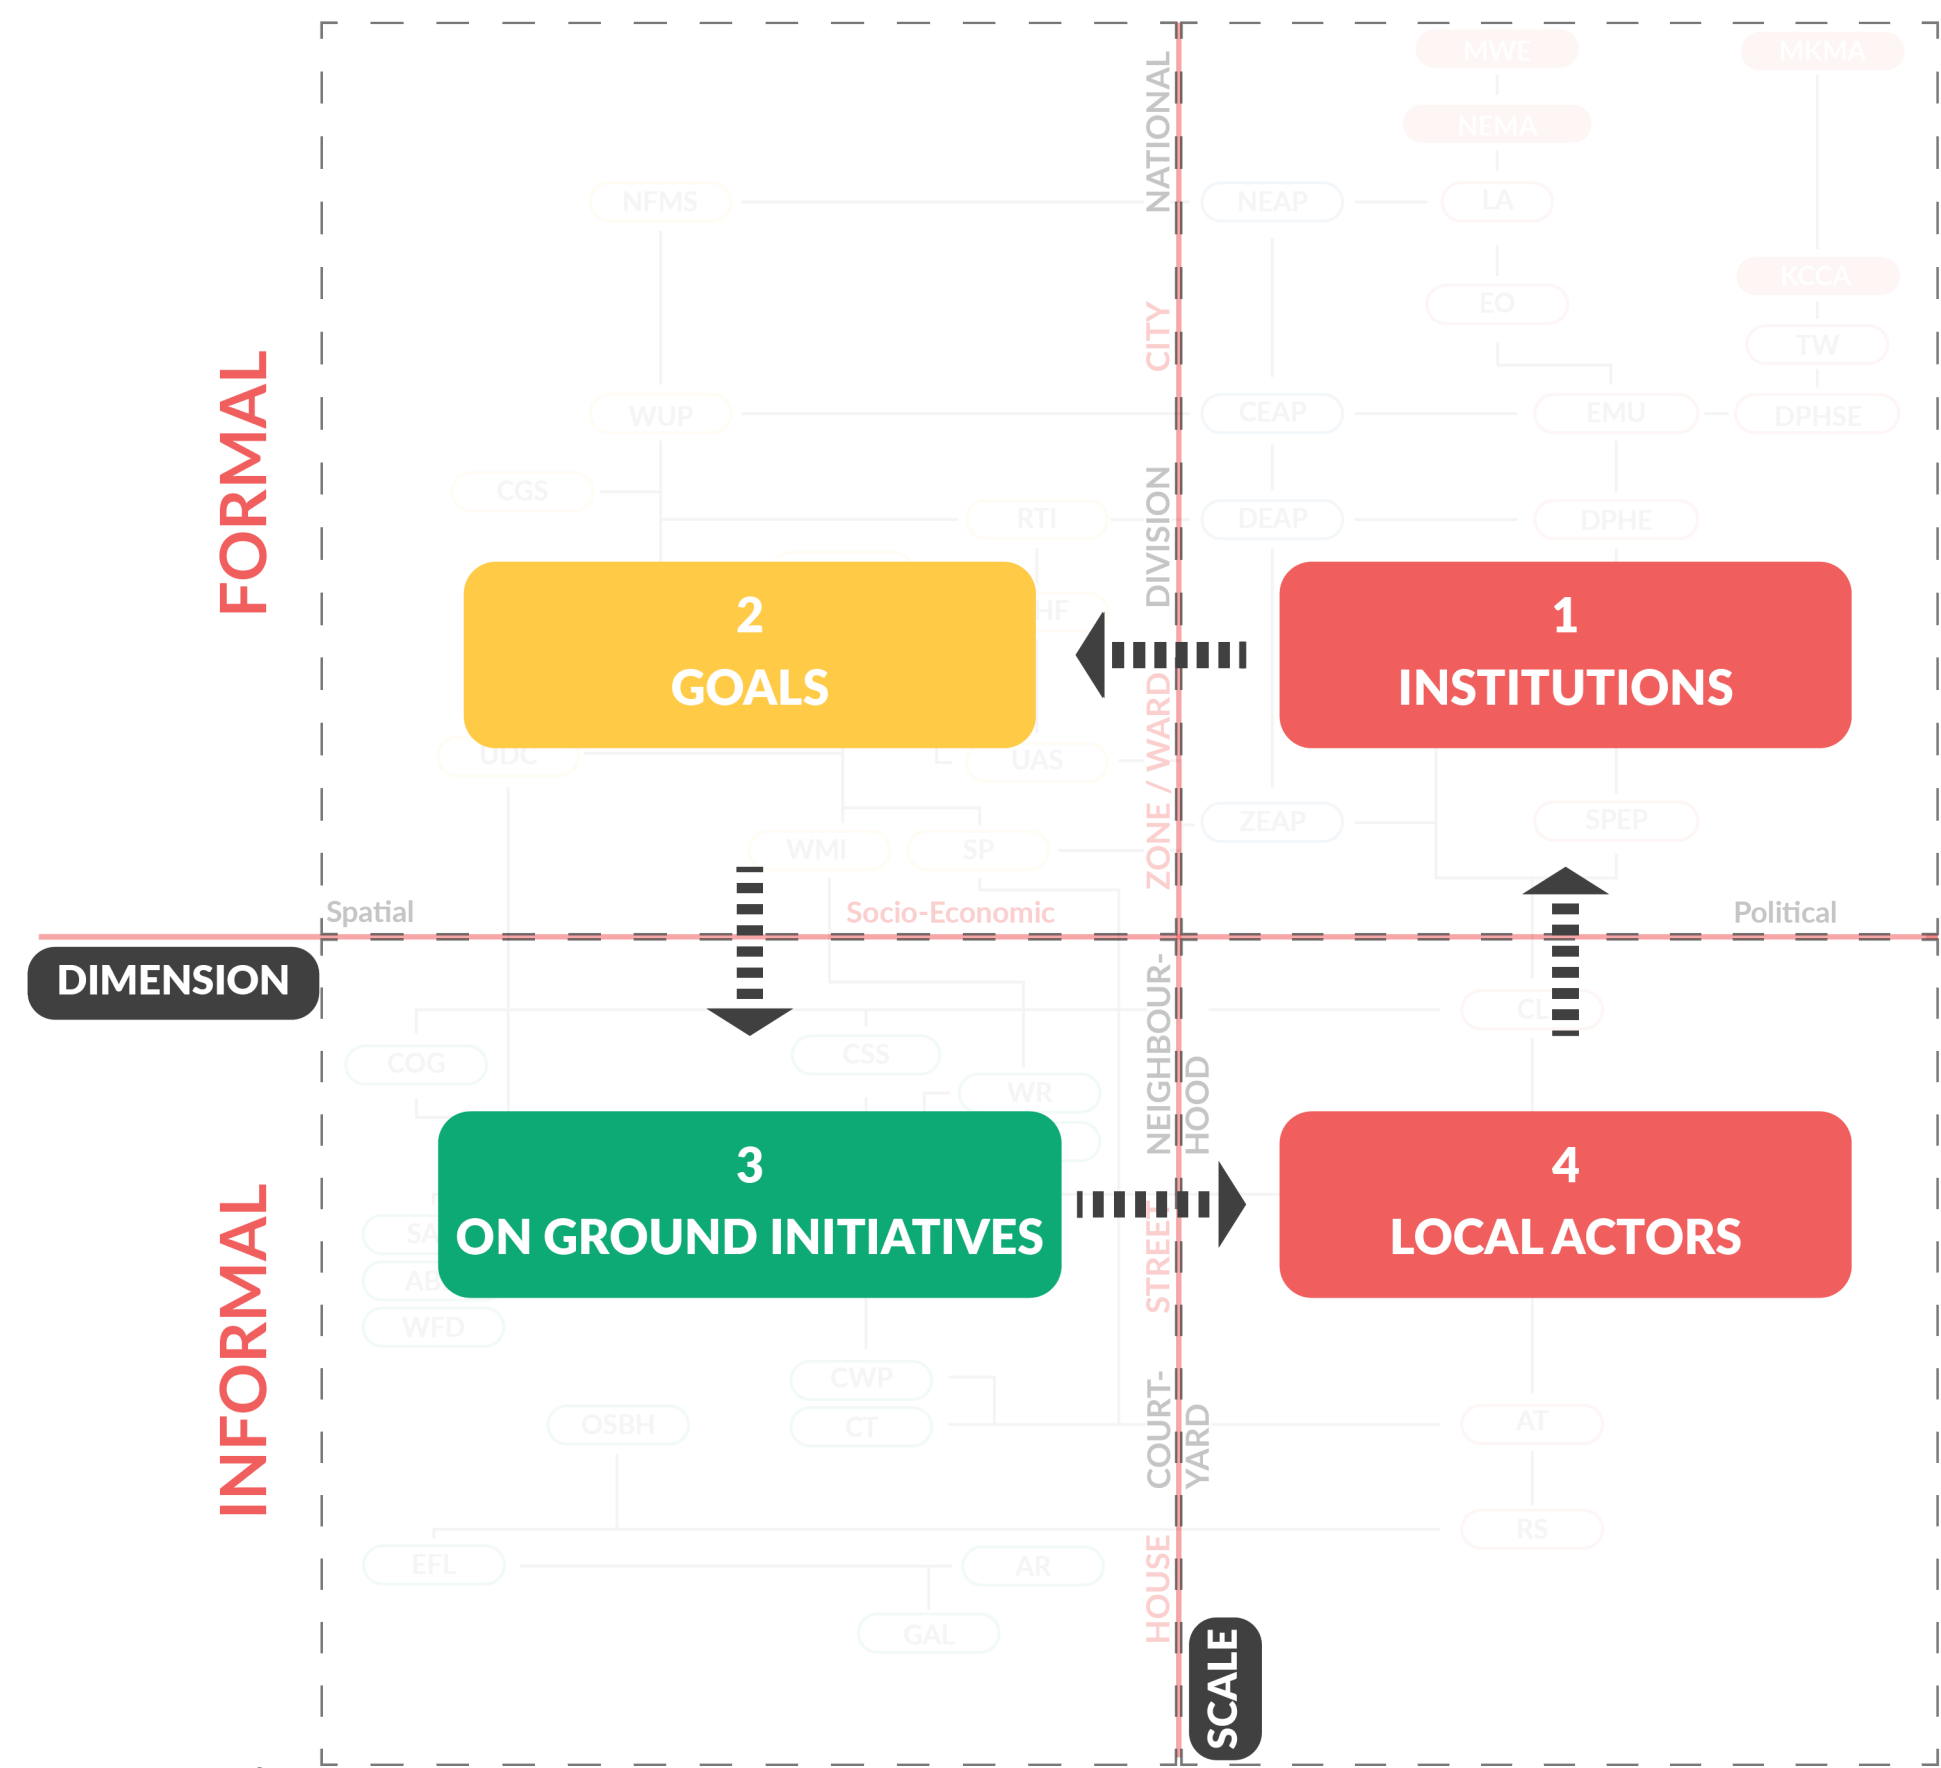 NATIONAL
MWE
MKMA
NEMA
NFMS
NEAP
LA
KCCA
EO
CITY
TW
FORMAL
WUP
CEAP
EMU
DPHSE
CGS
RTI
DIVISION
DEAP
DPHE
HF
2
GOALS
1
INSTITUTIONS
UDC
UAS
ZONE / WARD
ZEAP
SPEP
WMI
SP
Spatial
Socio-Economic
Political
DIMENSION
NEIGHBOUR-
HOOD
CL
COG
CSS
WR
3
ON GROUND INITIATIVES
4
LOCAL ACTORS
STREET
SA
WFD
INFORMAL
CWP
COURT-
YARD
OSBH
CT
AT
RS
EFL
AR
HOUSE
GAL
SCALE